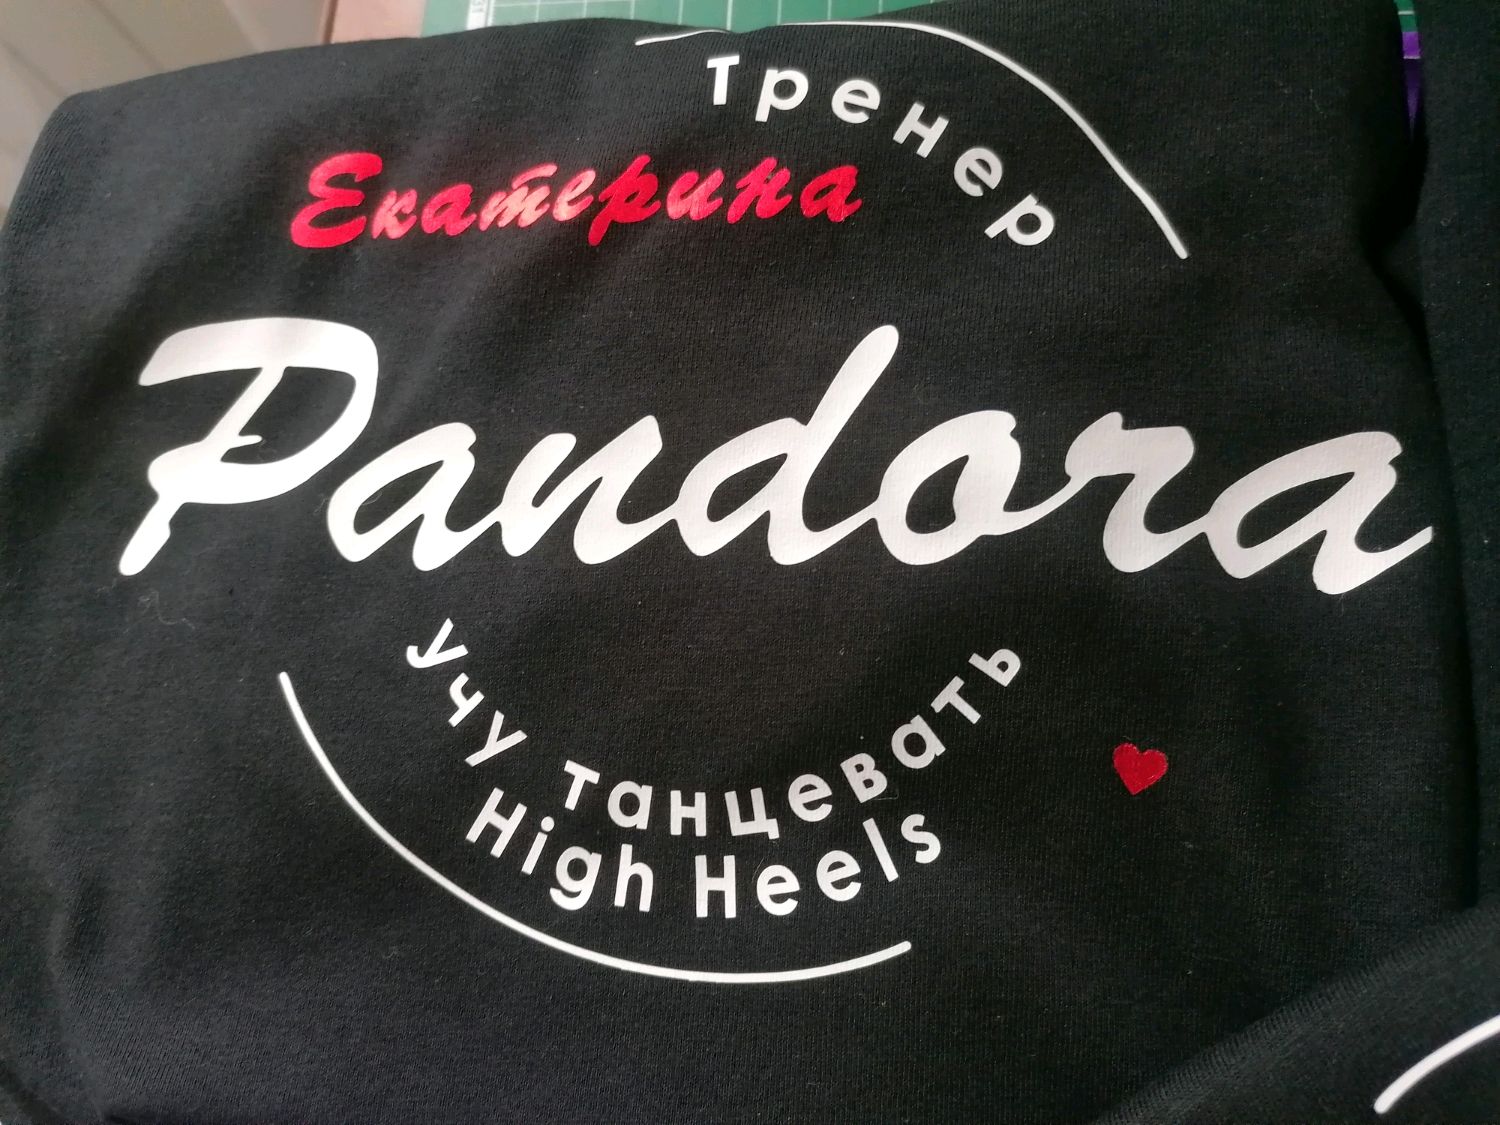 тренер
Екатерина
Pandora
учу танцевать
High Heels